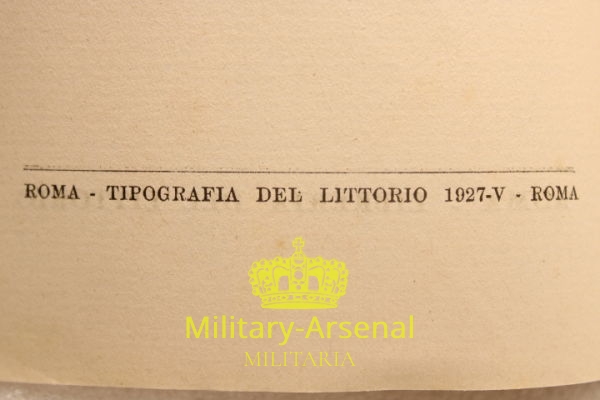 ROMA - TIPOGRAFIA DEL LITTORIO 1927-V - ROMA
Military-Arsenal
MILITARIA